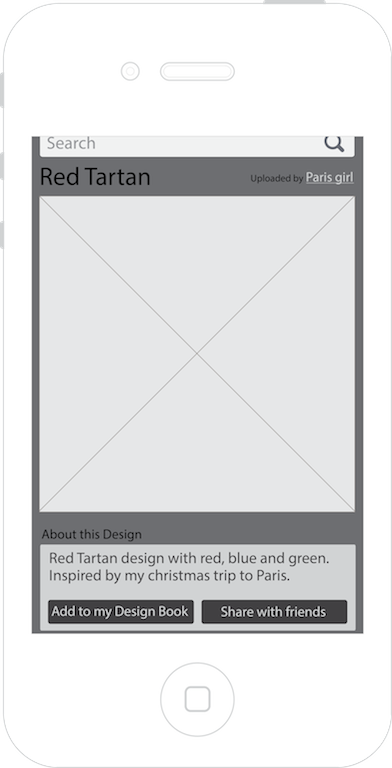 Search
Red Tartan
Uploaded by Paris girl
About this Design
Red Tartan design with red, blue and green.
Inspired by my christmas trip to Paris.
Add to my Design Book
Share with friends